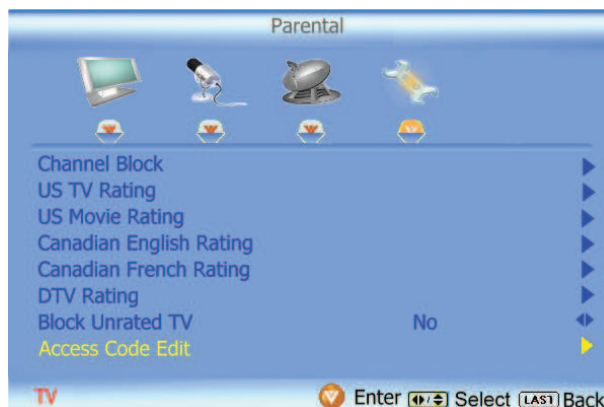 Parental
Channel Block
US TV Rating
US Movie Rating
Canadian English Rating
Canadian French Rating
DTV Rating
Block Unrated TV No
Access Code Edit
TV Enter Select LAST Back